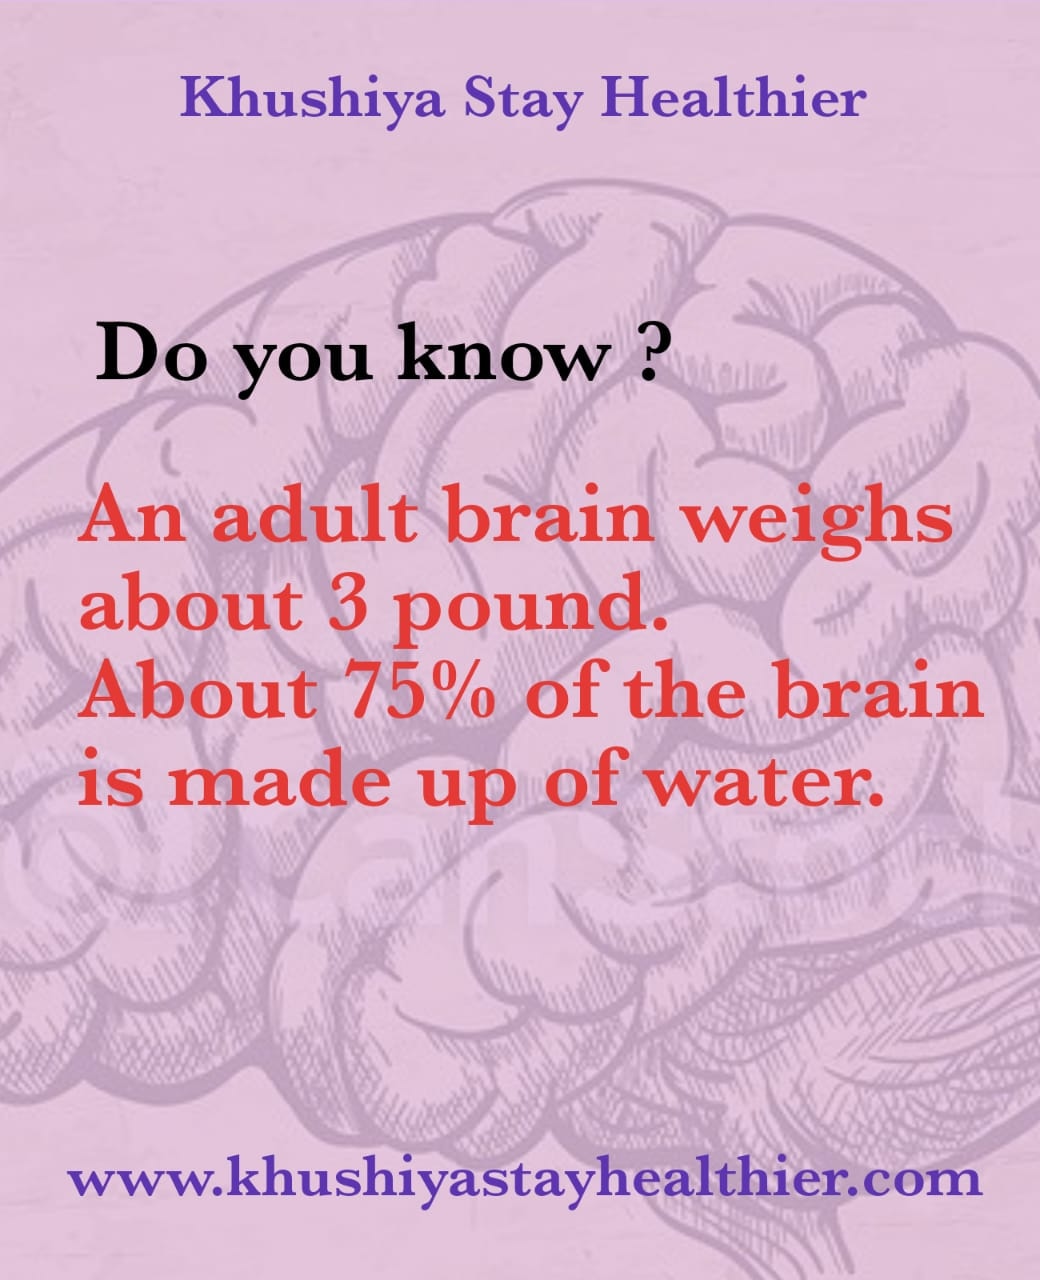 Khushiya Stay Healthier
Do you know ?
An adult brain weighs
about 3 pound.
About 75% of the brain
is made up of water.
www.khushiyastayhealthier.com